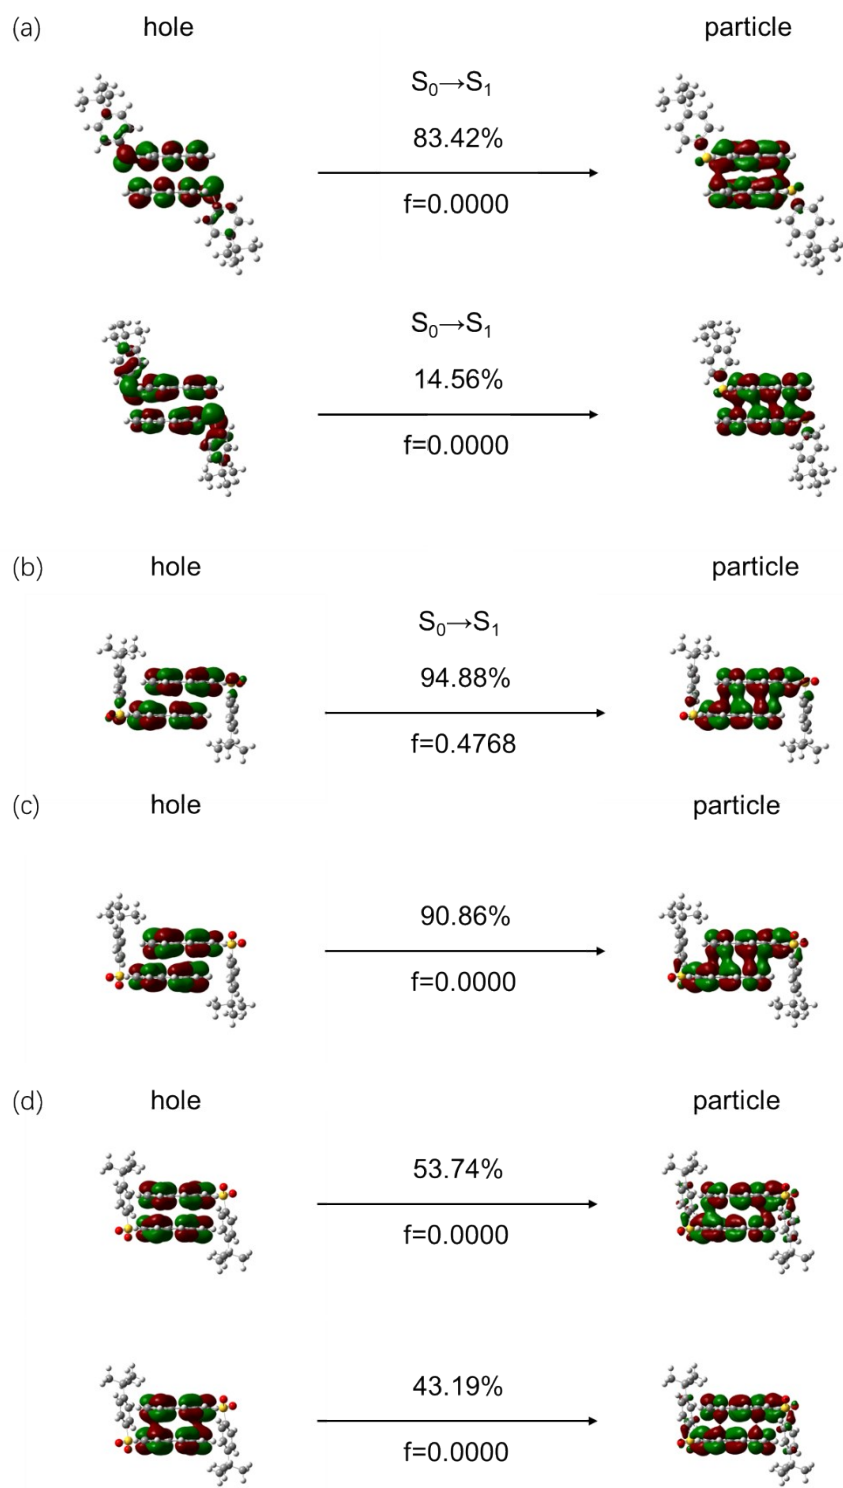 (a) hole particle
S₀→S₁
83.42%
f=0.0000
S₀→S₁
14.56%
f=0.0000
(b) hole particle
S₀→S₁
94.88%
f=0.4768
(c) hole particle
90.86%
f=0.0000
(d) hole particle
53.74%
f=0.0000
43.19%
f=0.0000